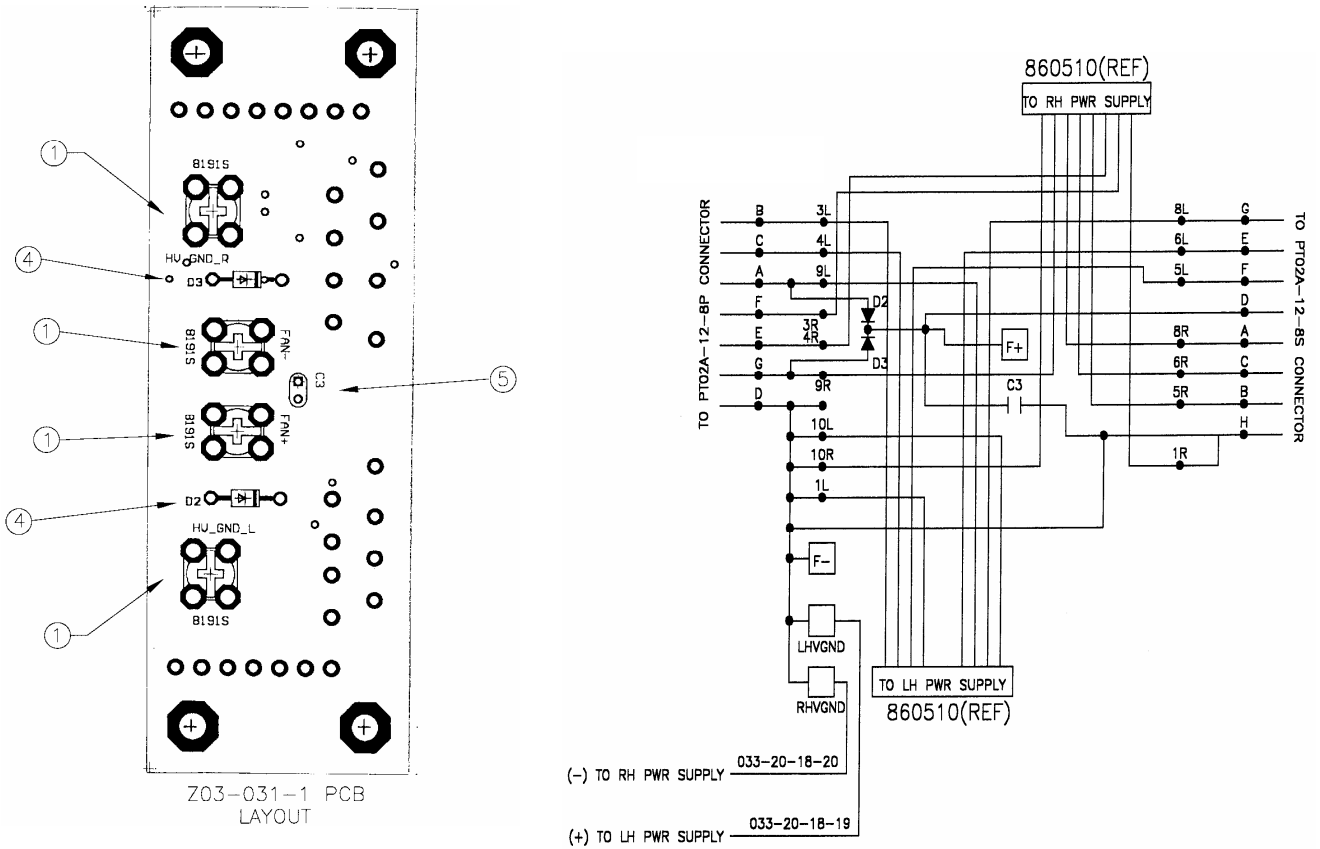 1
8191S
HV_GND_R
4
D3
1
8191S
FAN-
C3
5
1
8191S
FAN+
D2
4
HV_GND_L
8191S
1
Z03-031-1 PCB
LAYOUT
860510(REF)
TO RH PWR SUPPLY
TO PT02A-12-8P CONNECTOR
B 3L
C 4L
A 9L
F
3R
E 4R
G
9R
D
10L
10R
1L
D2
D3
F+
C3
F-
LHVGND
RHVGND
8L G
6L E
5L F
D
8R A
6R C
5R B
H
1R
TO PT02A-12-8S CONNECTOR
TO LH PWR SUPPLY
860510(REF)
(-) TO RH PWR SUPPLY 033-20-18-20
(+) TO LH PWR SUPPLY 033-20-18-19